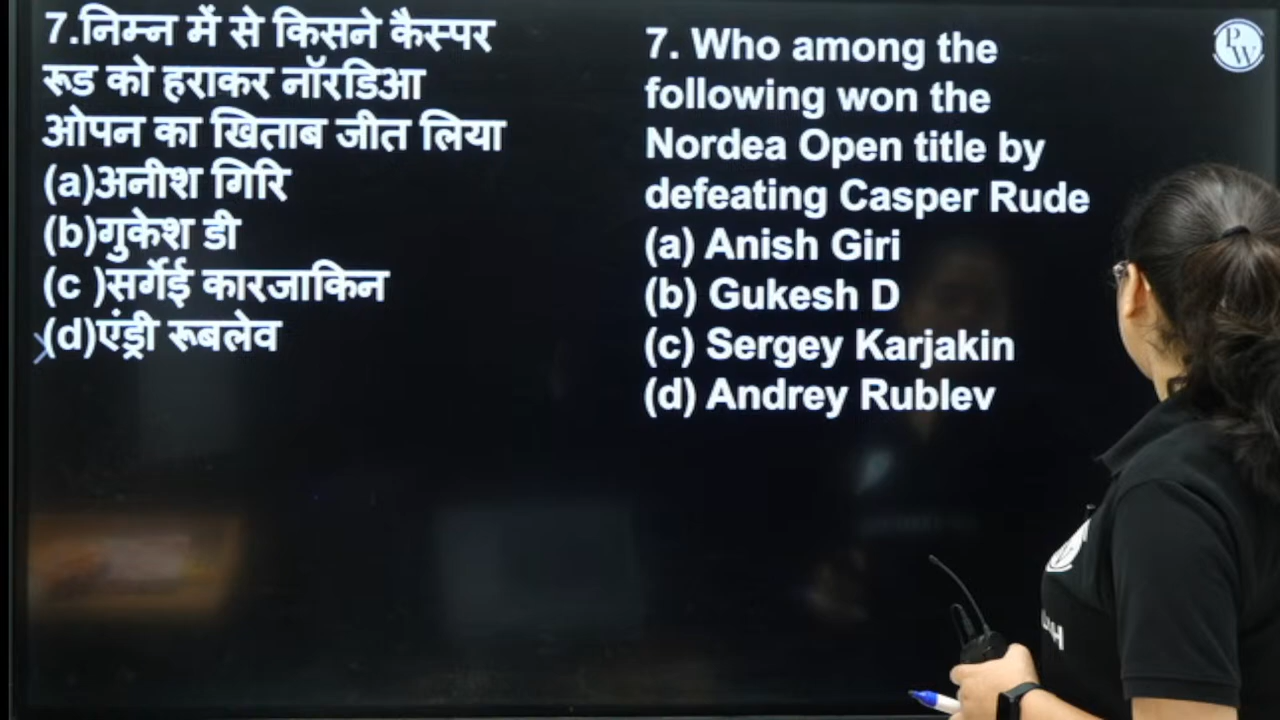 7.निम्न में से किसने कैस्पर
रूड को हराकर नॉरडिआ
ओपन का खिताब जीत लिया
(a)अनीश गिरि
(b)गुकेश डी
(c )सर्गेई कारजाकिन
(d)एंड्री रूबलेव
7. Who among the
following won the
Nordea Open title by
defeating Casper Rude
(a) Anish Giri
(b) Gukesh D
(c) Sergey Karjakin
(d) Andrey Rublev
PW